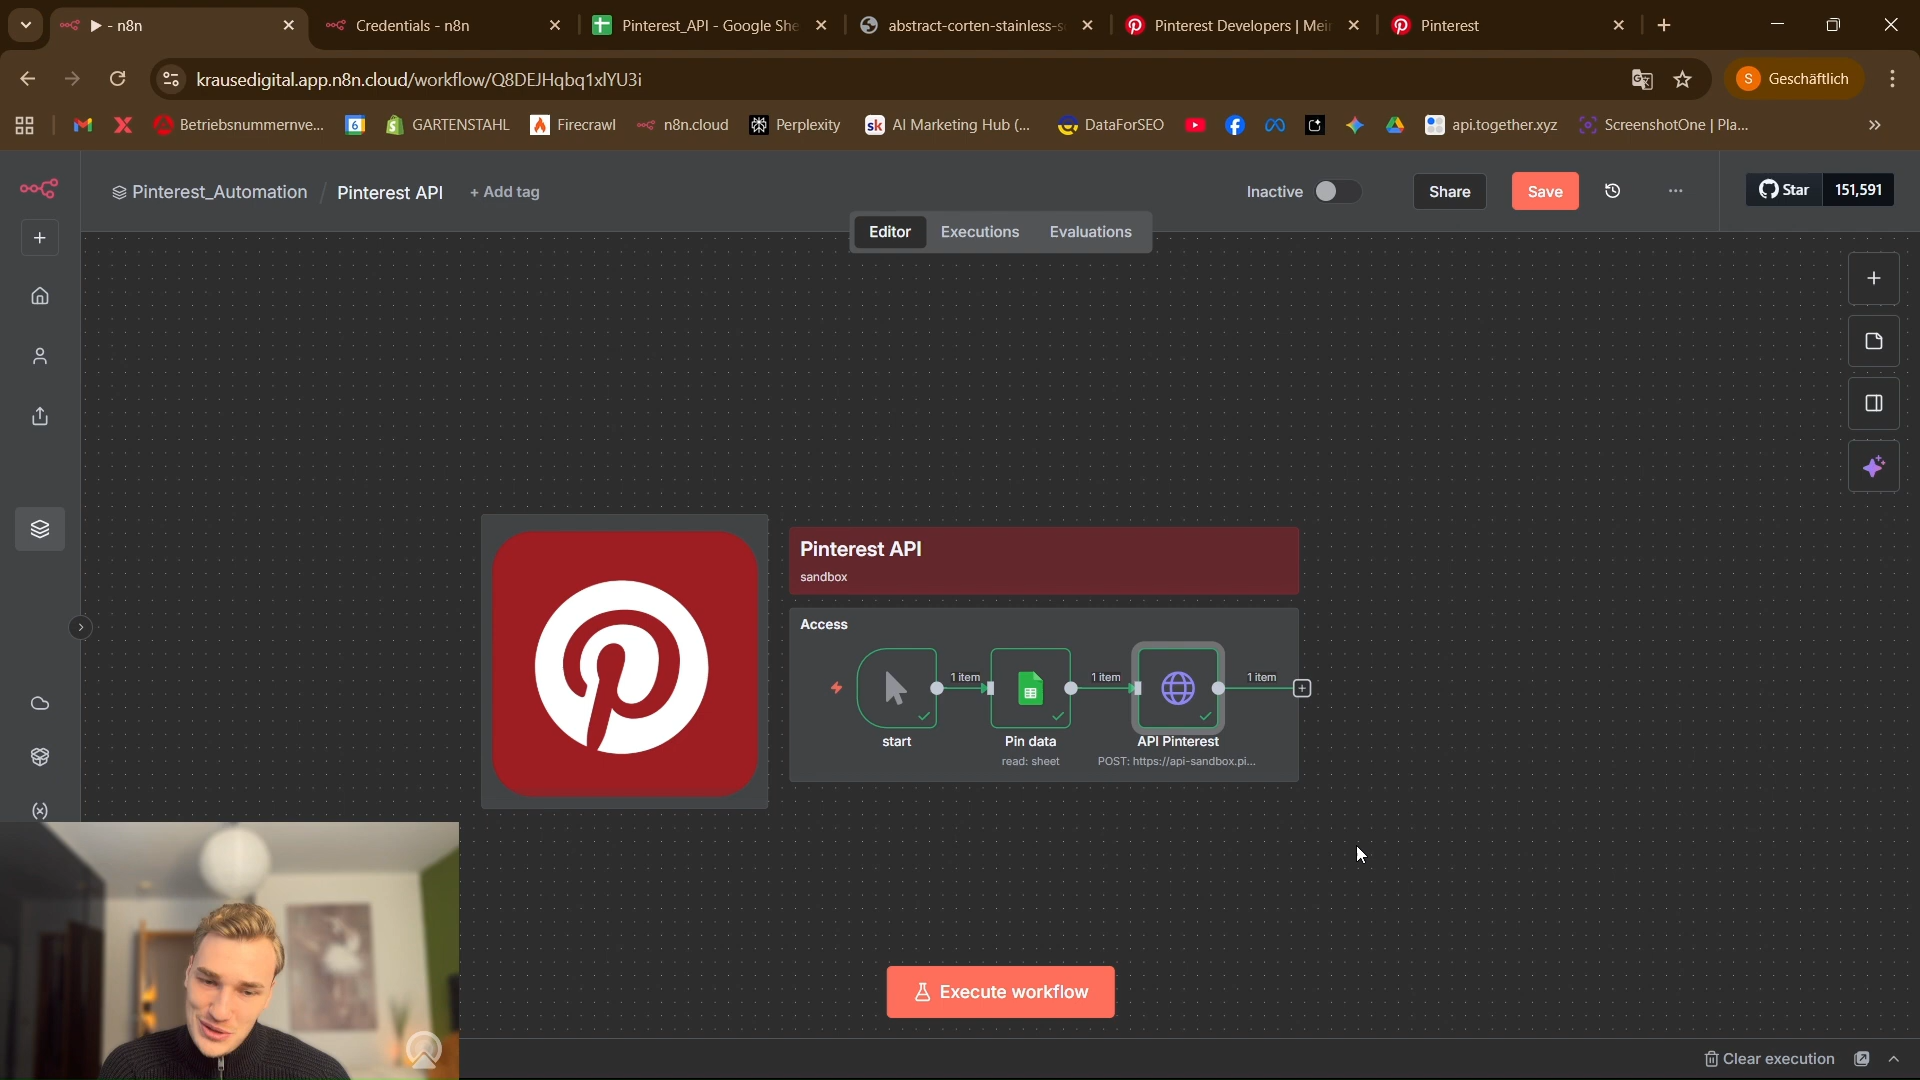 ▶ - n8n
Credentials - n8n
Pinterest_API - Google She
abstract-corten-stainless-s
Pinterest Developers | Mei
Pinterest
krausedigital.app.n8n.cloud/workflow/Q8DEJHqbq1xlYU3i
S Geschäftlich
Betriebsnummernve...
6
GARTENSTAHL
Firecrawl
n8n.cloud
Perplexity
sk AI Marketing Hub (...
DataForSEO
api.together.xyz
ScreenshotOne | Pla...
Pinterest_Automation / Pinterest API + Add tag
Inactive
Share
Save
Star 151,591
Editor Executions Evaluations
Pinterest API
sandbox
Access
1 item 1 item 1 item
start Pin data API Pinterest
read: sheet POST: https://api-sandbox.pi...
Execute workflow
Clear execution